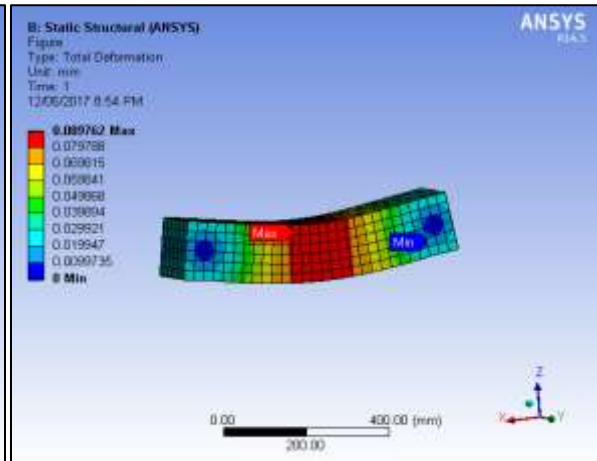 B: Static Structural (ANSYS)
Figure
Type: Total Deformation
Unit: mm
Time: 1
12/06/2017 8:54 PM
0.089762 Max
0.079788
0.069815
0.059841
0.049868
0.039894
0.029921
0.019947
0.0099735
0 Min
ANSYS
R14.5
Max
Min
0.00
400.00 (mm)
200.00
Z
X
Y